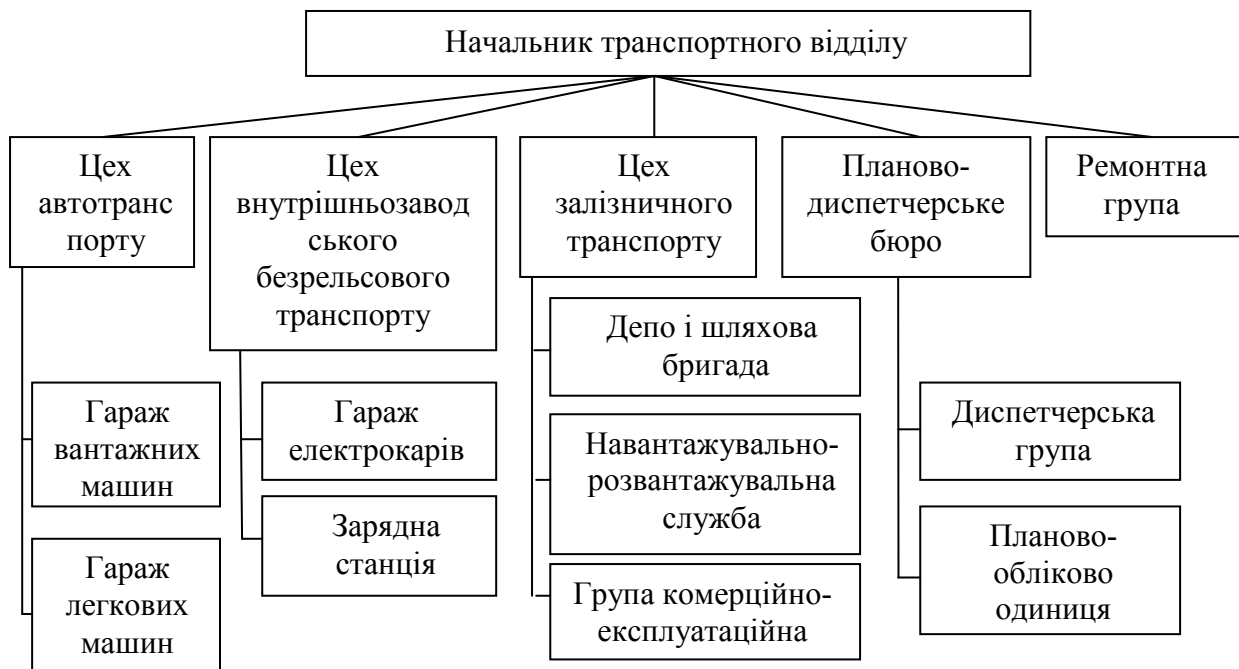 Начальник транспортного відділу
Цех
автотранс
порту
Цех
внутрішньозавод
ського
безрельсового
транспорту
Цех
залізничного
транспорту
Планово-
диспетчерське
бюро
Ремонтна
група
Гараж
вантажних
машин
Гараж
легкових
машин
Гараж
електрокарів
Зарядна
станція
Депо і шляхова
бригада
Навантажувально-
розвантажувальна
служба
Група комерційно-
експлуатаційна
Диспетчерська
група
Планово-
обліково
одиниця